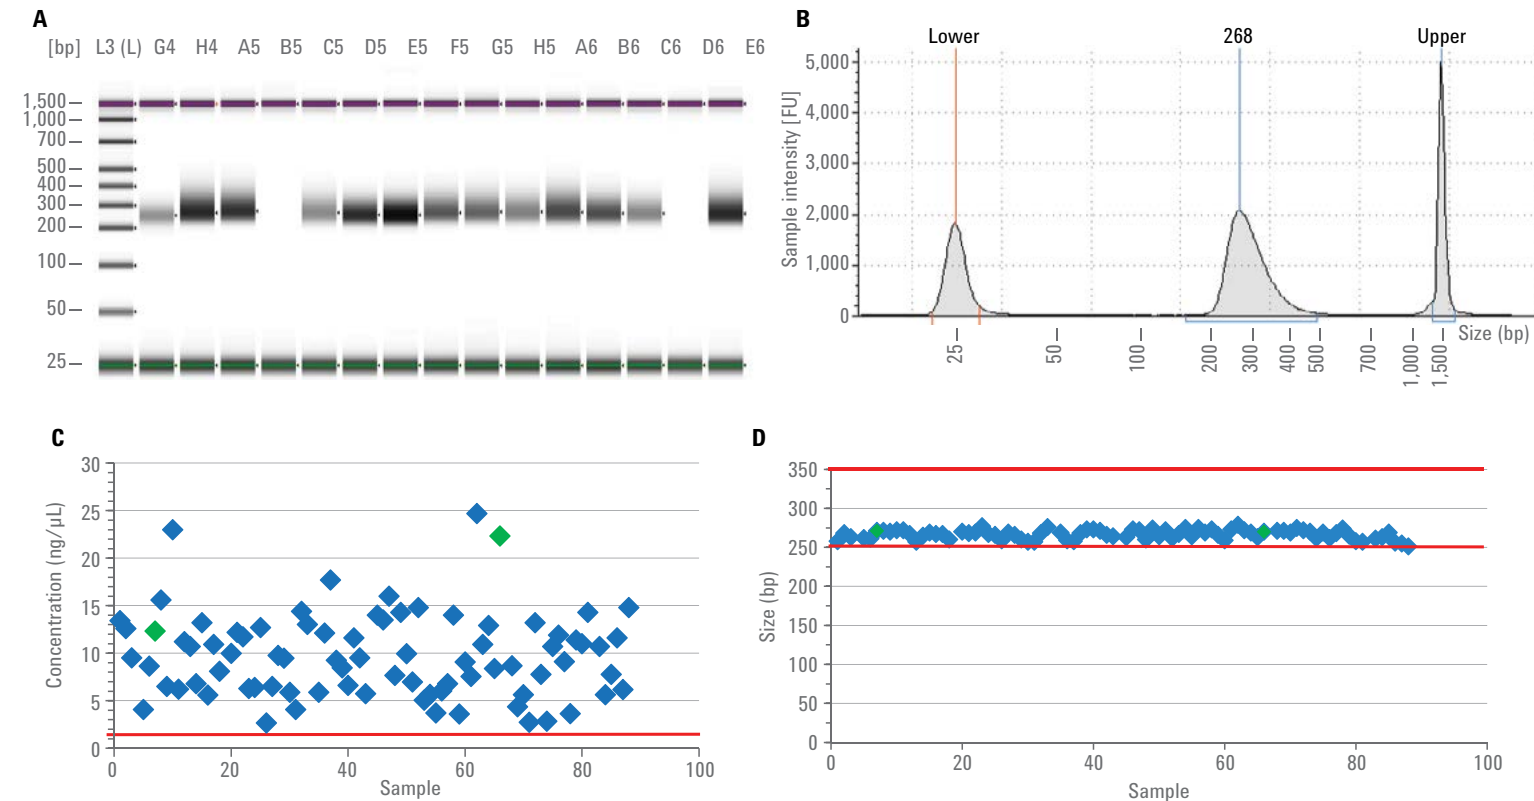 A
[bp] L3 (L) G4 H4 A5 B5 C5 D5 E5 F5 G5 H5 A6 B6 C6 D6 E6
1,500
1,000
700
500
400
300
200
100
50
25
B
Lower 268 Upper
Sample intensity [FU]
5,000
4,000
3,000
2,000
1,000
0
25 50 100 200 300 400 500 700 1,000 1,500
Size (bp)
C
Concentration (ng/µL)
30
25
20
15
10
5
0
0 20 40 60 80 100
Sample
D
Size (bp)
350
300
250
200
150
100
50
0
0 20 40 60 80 100
Sample